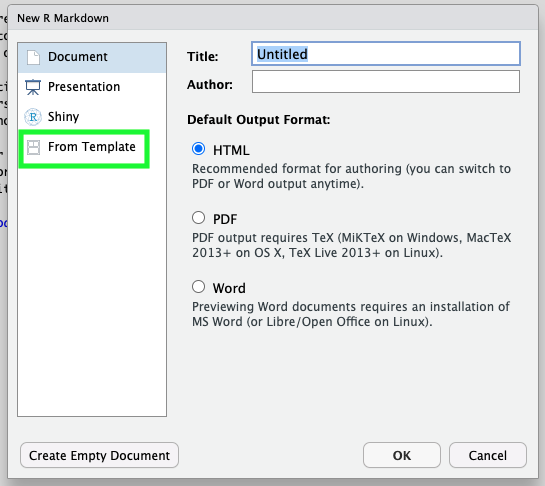 New R Markdown
Document
Presentation
Shiny
From Template
Title: Untitled
Author:
Default Output Format:
HTML
Recommended format for authoring (you can switch to
PDF or Word output anytime).
PDF
PDF output requires TeX (MiKTeX on Windows, MacTeX
2013+ on OS X, TeX Live 2013+ on Linux).
Word
Previewing Word documents requires an installation of
MS Word (or Libre/Open Office on Linux).
Create Empty Document
OK
Cancel